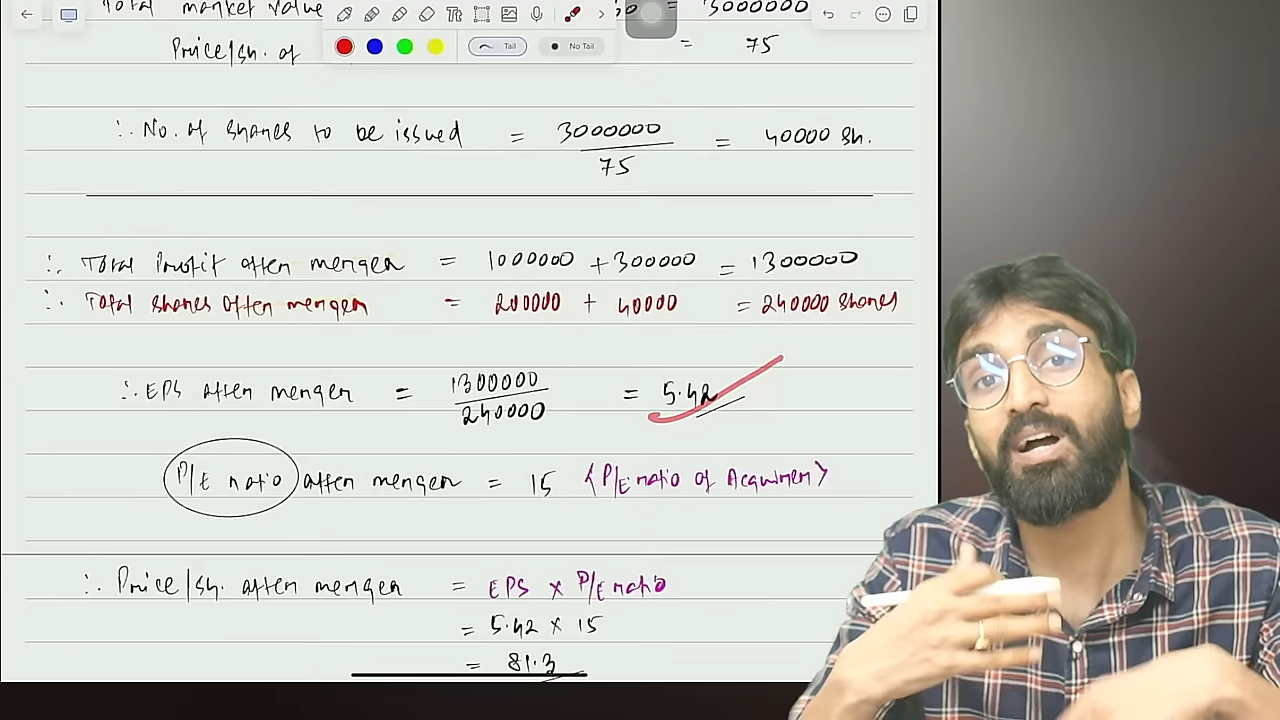 Total market value = 3000000
Price/sh. of = 75
Tail
No Tail
∴ No. of shares to be issued = 3000000 / 75 = 40000 sh.
∴ Total Profit after merger = 1000000 + 300000 = 1300000
∴ Total shares after merger = 200000 + 40000 = 240000 shares
∴ EPS after merger = 1300000 / 240000 = 5.42
P/E ratio after merger = 15 {P/E ratio of Acquirer}
∴ Price/sh. after merger = EPS x P/E ratio
= 5.42 x 15
= 81.3